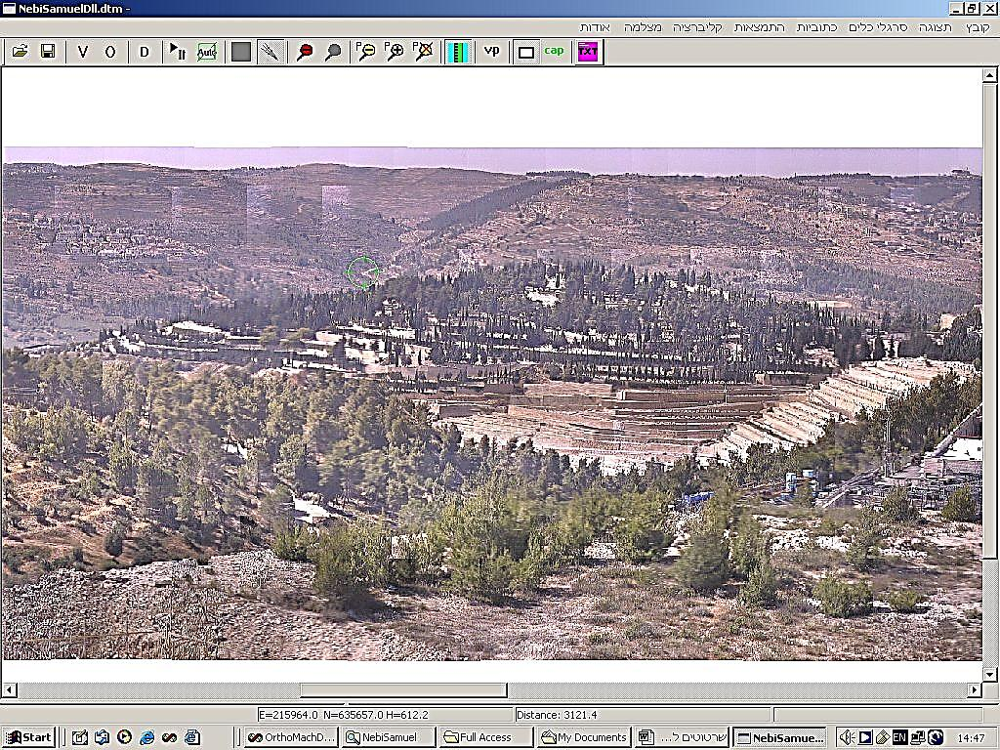 NebiSamuelDll.dtm -
קובץ תצוגה סרגלי כלים כתוביות התמצאות קליברציה מצלמה אודות
V O D Auto P P P vp cap TXT
E=215964.0 N=635657.0 H=612.2 Distance: 3121.4
Start OrthoMachD... NebiSamuel Full Access My Documents שרטוטים ל... NebiSamue... EN 14:47